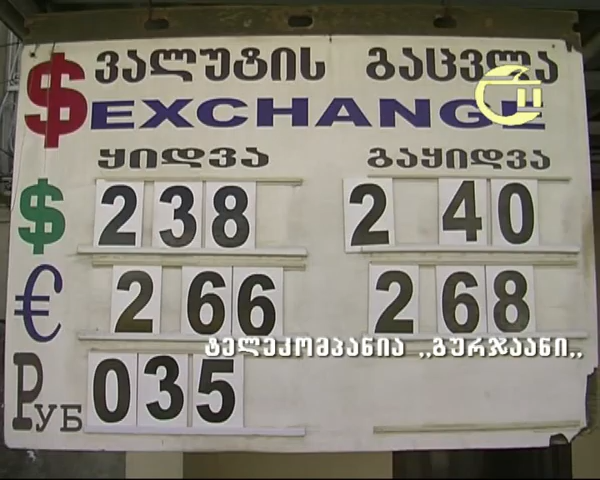 $ ვალუტის გაცვლა
EXCHANGE
ყიდვა გაყიდვა
$ 238 2 40
€ 2 66 2 68
ტელეკომპანია ,,გურჯაანი,,
РУБ 035